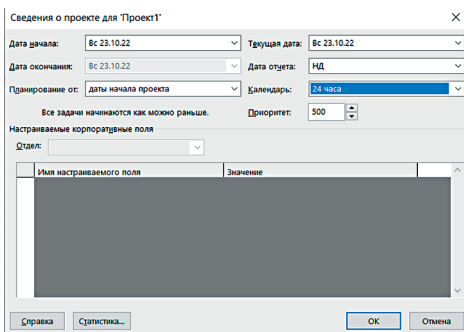 Сведения о проекте для 'Проект1'
Дата начала: Вс 23.10.22 Текущая дата: Вс 23.10.22
Дата окончания: Вс 23.10.22 Дата отчета: НД
Планирование от: даты начала проекта Календарь: 24 часа
Все задачи начинаются как можно раньше. Приоритет: 500
Настраиваемые корпоративные поля
Отдел:
Имя настраиваемого поля Значение
Справка Статистика... ОК Отмена